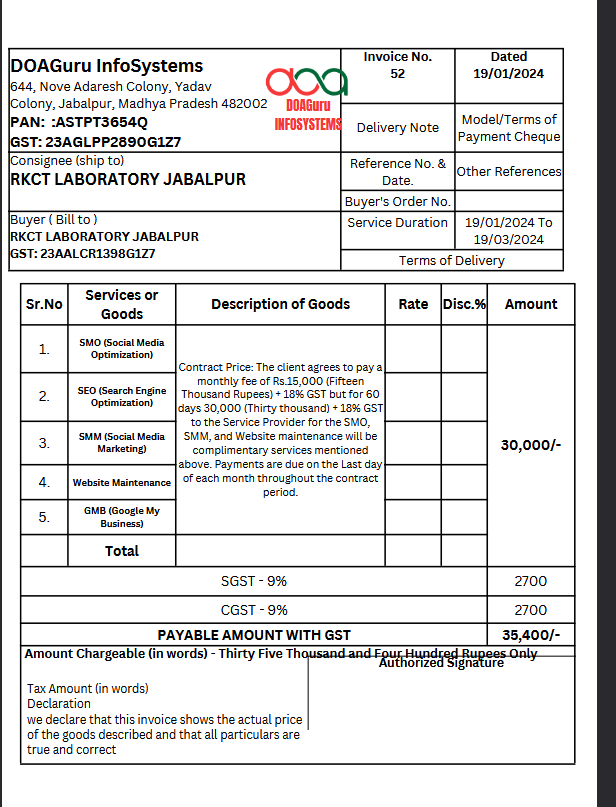 DOAGuru InfoSystems
644, Nove Adaresh Colony, Yadav
Colony, Jabalpur, Madhya Pradesh 482002
PAN: :ASTPT3654Q
GST: 23AGLPP2890G1Z7
DOAGuru
INFOSYSTEMS
Invoice No.
52
Dated
19/01/2024
Delivery Note
Model/Terms of
Payment Cheque
Consignee (ship to)
RKCT LABORATORY JABALPUR
Reference No. &
Date.
Other References
Buyer's Order No.
Buyer ( Bill to )
RKCT LABORATORY JABALPUR
GST: 23AALCR1398G1Z7
Service Duration
19/01/2024 To
19/03/2024
Terms of Delivery
Sr.No
Services or
Goods
Description of Goods
Rate
Disc.%
Amount
1.
SMO (Social Media
Optimization)
2.
SEO (Search Engine
Optimization)
3.
SMM (Social Media
Marketing)
4.
Website Maintenance
5.
GMB (Google My
Business)
Contract Price: The client agrees to pay a
monthly fee of Rs.15,000 (Fifteen
Thousand Rupees) + 18% GST but for 60
days 30,000 (Thirty thousand) + 18% GST
to the Service Provider for the SMO,
SMM, and Website maintenance will be
complimentary services mentioned
above. Payments are due on the Last day
of each month throughout the contract
period.
30,000/-
Total
SGST - 9%
2700
CGST - 9%
2700
PAYABLE AMOUNT WITH GST
35,400/-
Amount Chargeable (in words) - Thirty Five Thousand and Four Hundred Rupees Only
Authorized Signature
Tax Amount (in words)
Declaration
we declare that this invoice shows the actual price
of the goods described and that all particulars are
true and correct